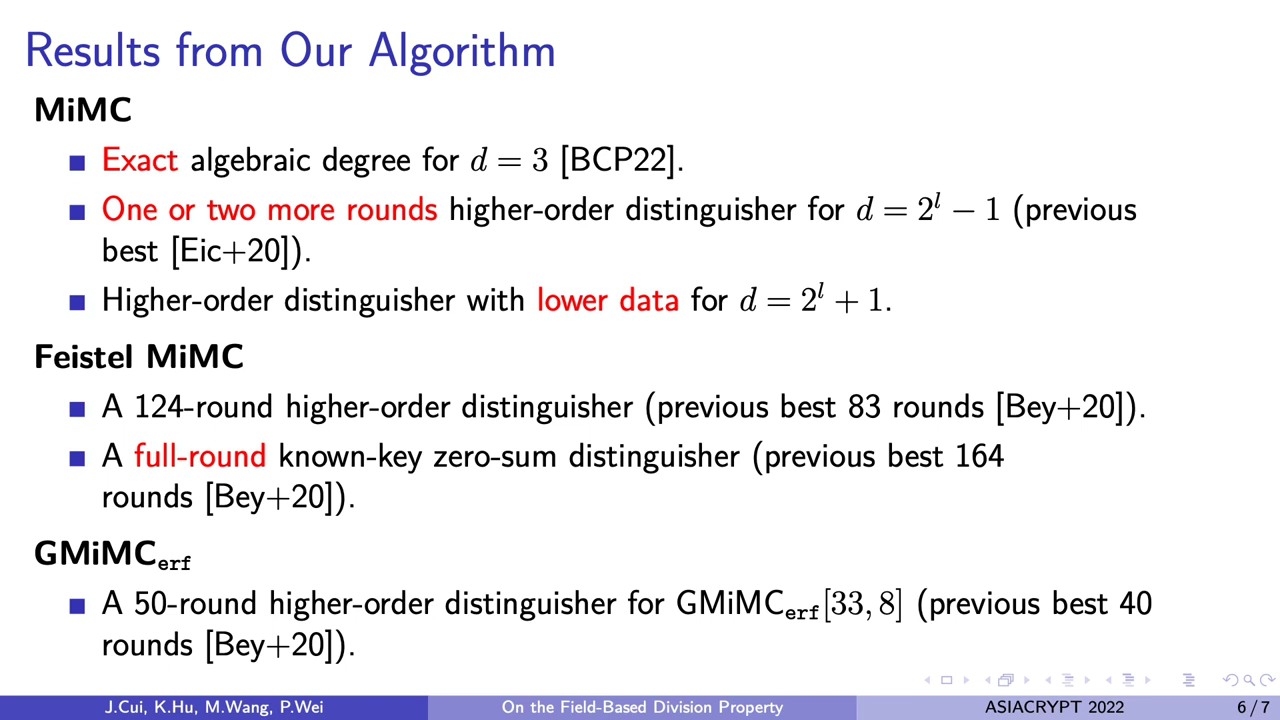 Results from Our Algorithm
MiMC
Exact algebraic degree for d = 3 [BCP22].
One or two more rounds higher-order distinguisher for d = 2^l − 1 (previous
best [Eic+20]).
Higher-order distinguisher with lower data for d = 2^l + 1.
Feistel MiMC
A 124-round higher-order distinguisher (previous best 83 rounds [Bey+20]).
A full-round known-key zero-sum distinguisher (previous best 164
rounds [Bey+20]).
GMiMC_erf
A 50-round higher-order distinguisher for GMiMC_erf[33, 8] (previous best 40
rounds [Bey+20]).
J.Cui, K.Hu, M.Wang, P.Wei On the Field-Based Division Property ASIACRYPT 2022 6 / 7